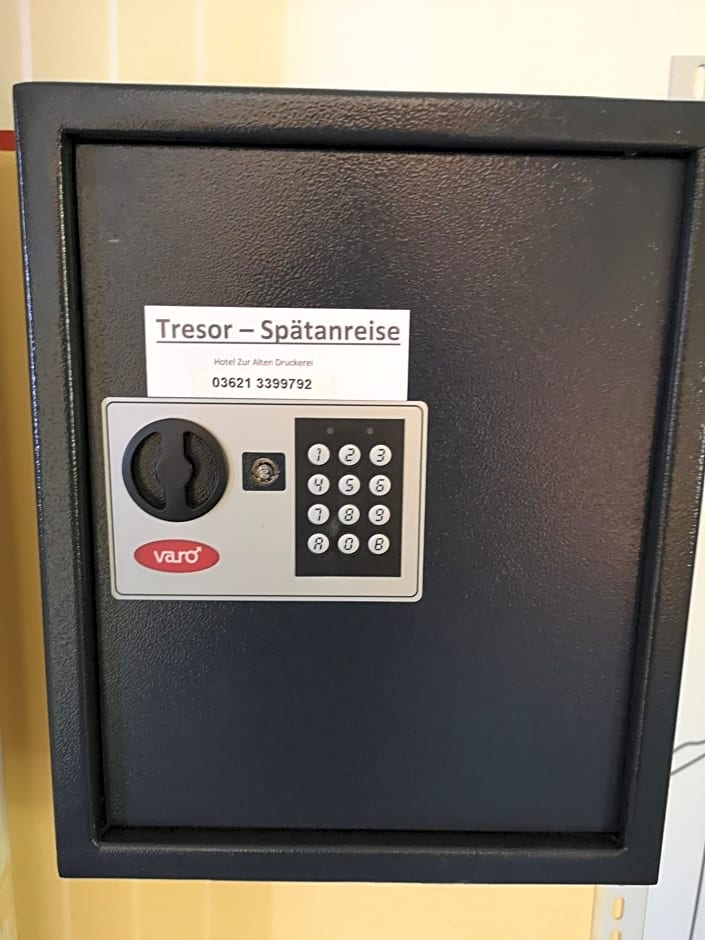 Tresor – Spätanreise
Hotel Zur Alten Druckerei
03621 3399792
1 2 3
4 5 6
7 8 9
A 0 B
varo